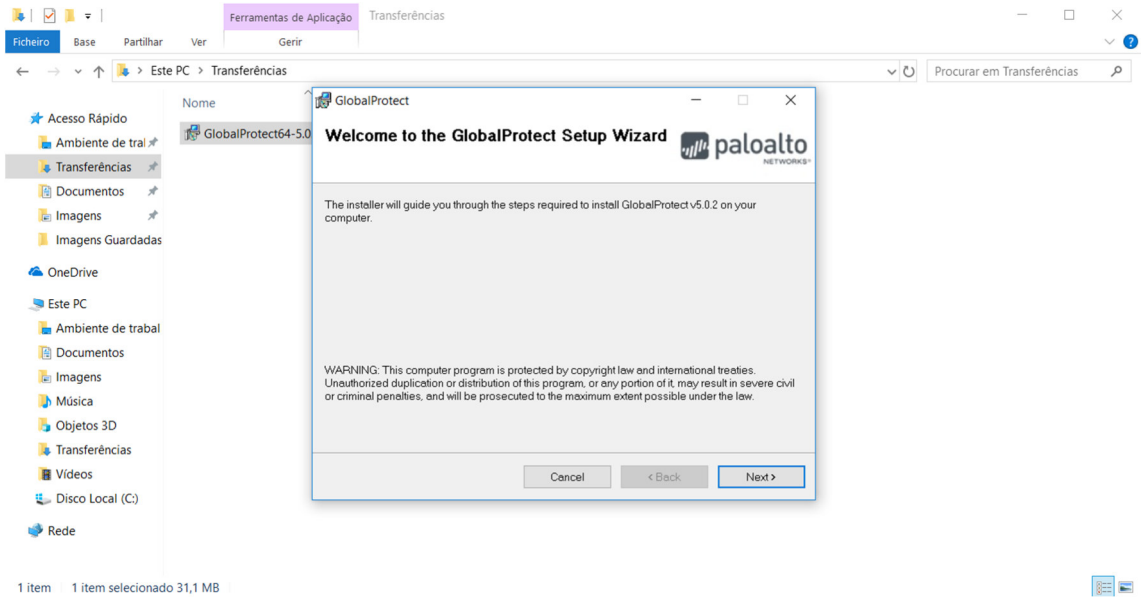 Ferramentas de Aplicação Transferências
Ficheiro Base Partilhar Ver Gerir
Este PC > Transferências Procurar em Transferências
Nome
GlobalProtect64-5.0
Acesso Rápido
Ambiente de tral
Transferências
Documentos
Imagens
Imagens Guardadas
OneDrive
Este PC
Ambiente de trabal
Documentos
Imagens
Música
Objetos 3D
Transferências
Vídeos
Disco Local (C:)
Rede
GlobalProtect
Welcome to the GlobalProtect Setup Wizard
paloalto
NETWORKS®
The installer will guide you through the steps required to install GlobalProtect v5.0.2 on your
computer.
WARNING: This computer program is protected by copyright law and international treaties.
Unauthorized duplication or distribution of this program, or any portion of it, may result in severe civil
or criminal penalties, and will be prosecuted to the maximum extent possible under the law.
Cancel < Back Next >
1 item 1 item selecionado 31,1 MB